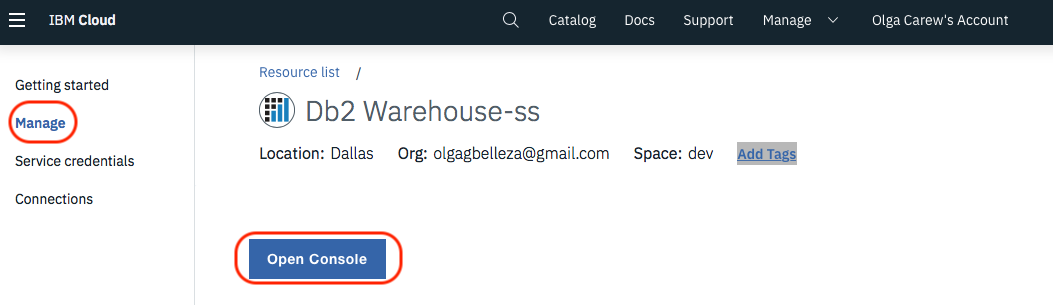 IBM Cloud Catalog Docs Support Manage Olga Carew's Account
Resource list /
Getting started
Db2 Warehouse-ss
Manage
Location: Dallas Org: olgagbelleza@gmail.com Space: dev Add Tags
Service credentials
Connections
Open Console